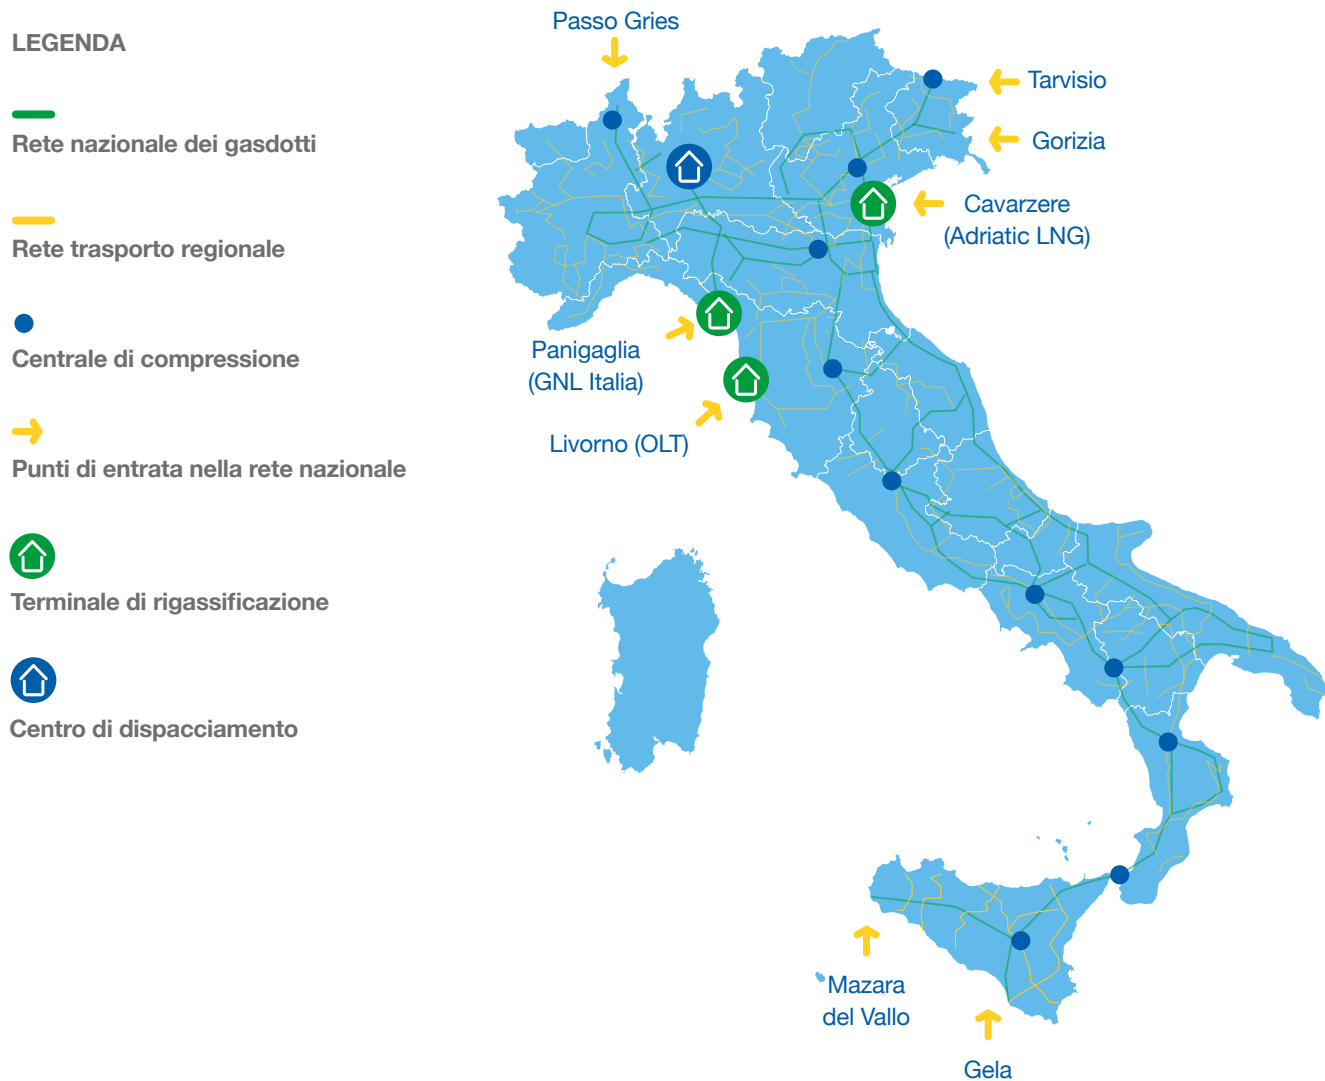 LEGENDA
Rete nazionale dei gasdotti
Rete trasporto regionale
Centrale di compressione
Punti di entrata nella rete nazionale
Terminale di rigassificazione
Centro di dispacciamento
Passo Gries
Tarvisio
Gorizia
Cavarzere
(Adriatic LNG)
Panigaglia
(GNL Italia)
Livorno (OLT)
Mazara
del Vallo
Gela